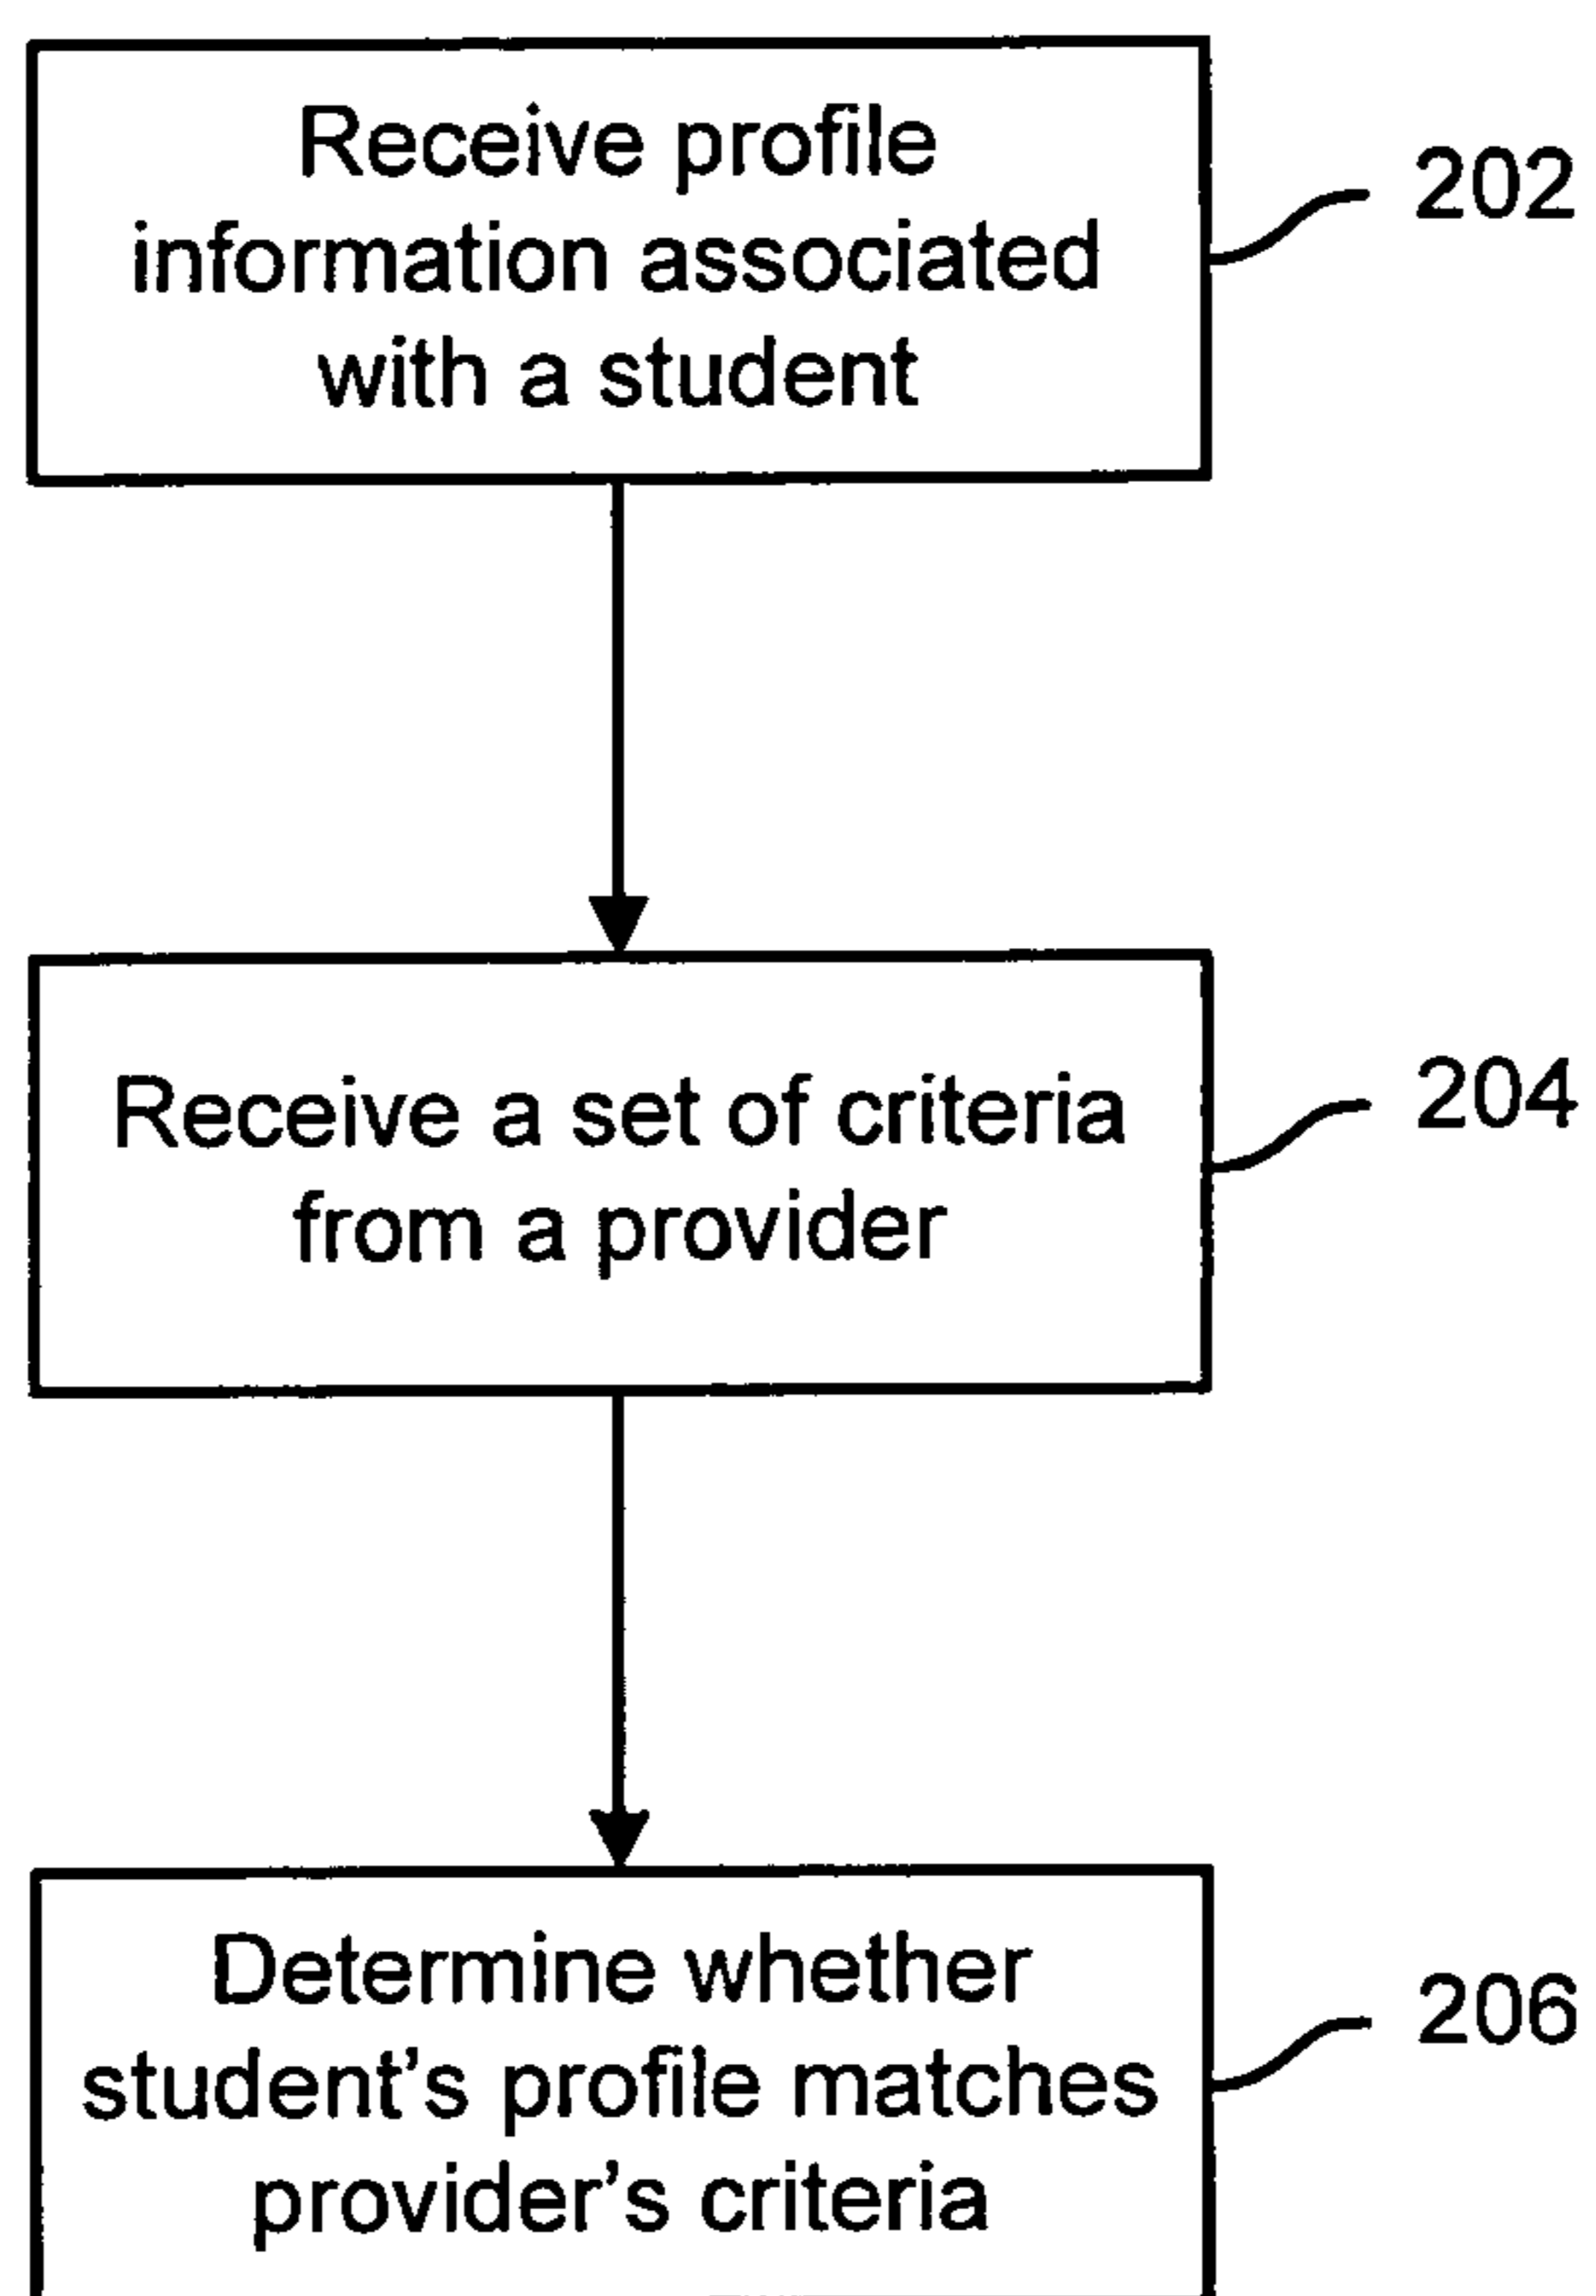 Receive profile
information associated
with a student
202
Receive a set of criteria
from a provider
204
Determine whether
student's profile matches
provider's criteria
206